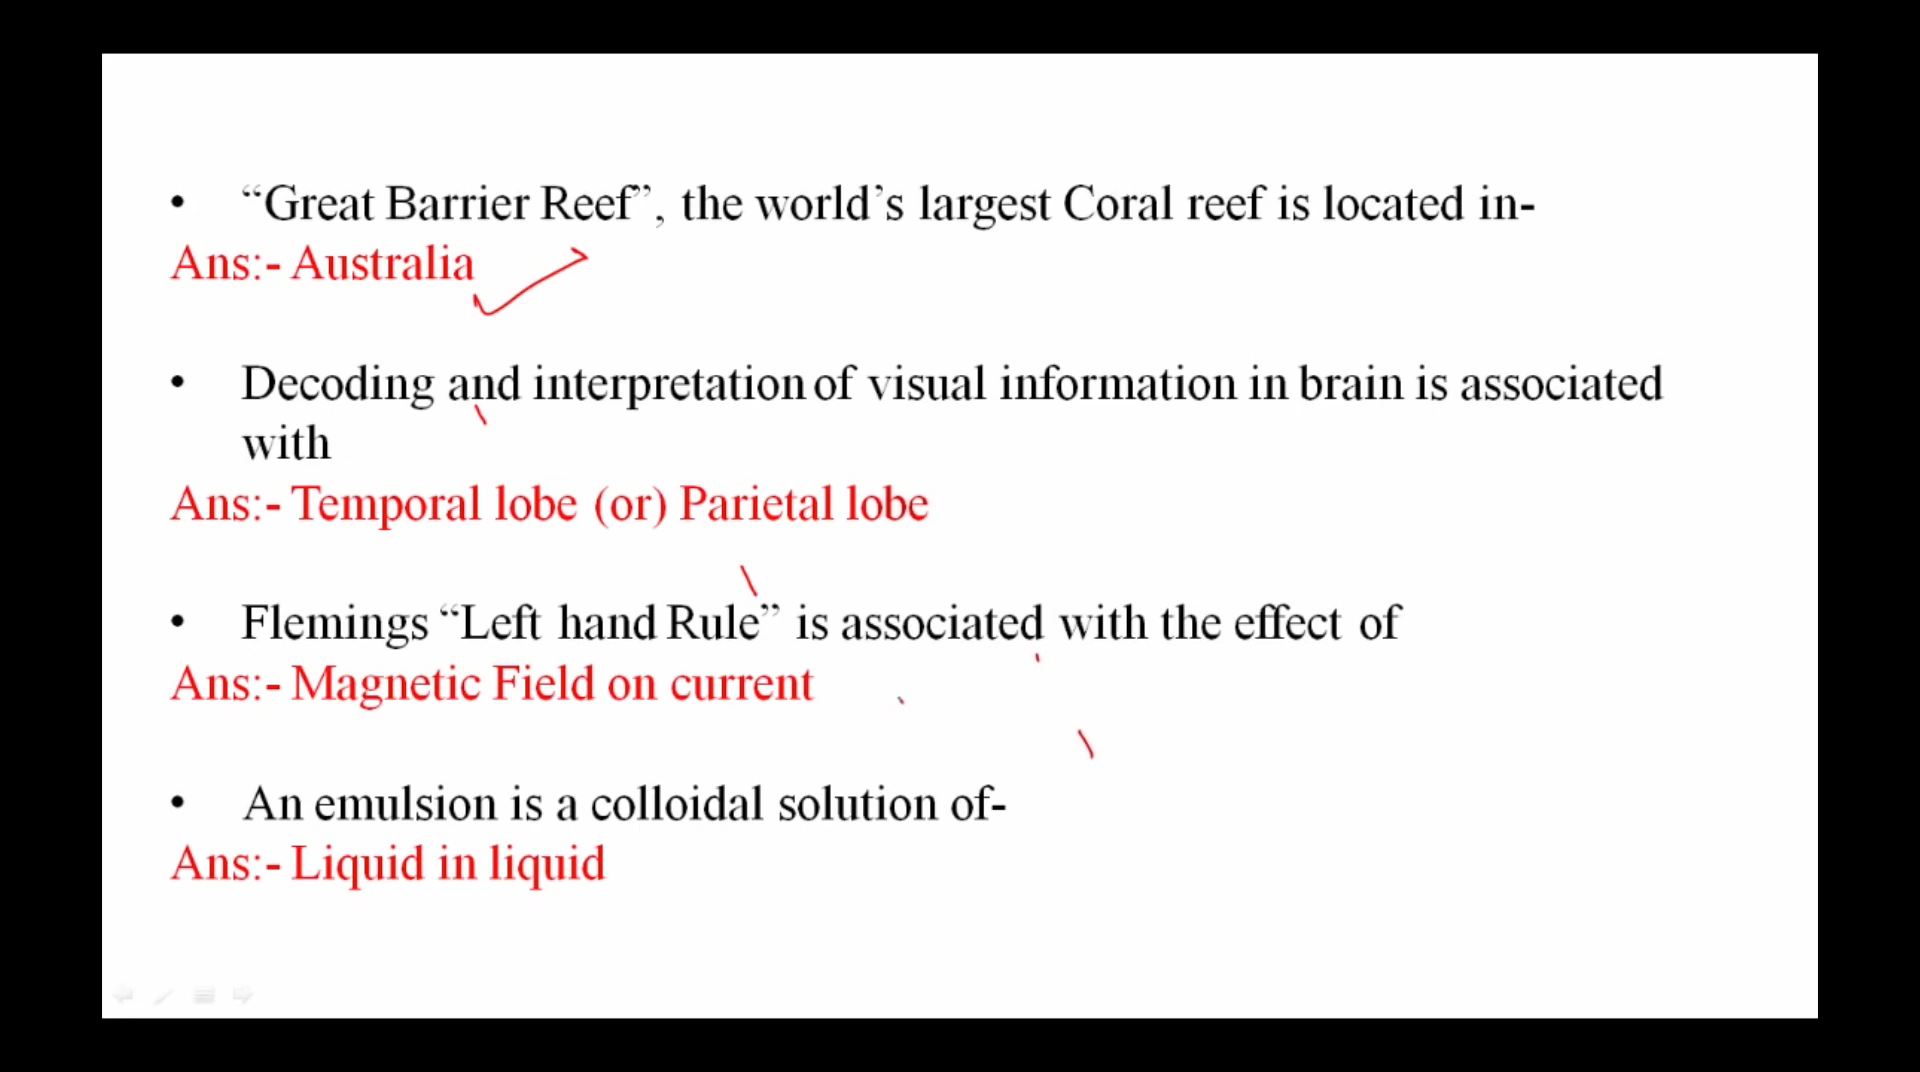 • “Great Barrier Reef”, the world’s largest Coral reef is located in-
Ans:- Australia
• Decoding and interpretation of visual information in brain is associated
with
Ans:- Temporal lobe (or) Parietal lobe
• Flemings “Left hand Rule” is associated with the effect of
Ans:- Magnetic Field on current
• An emulsion is a colloidal solution of-
Ans:- Liquid in liquid